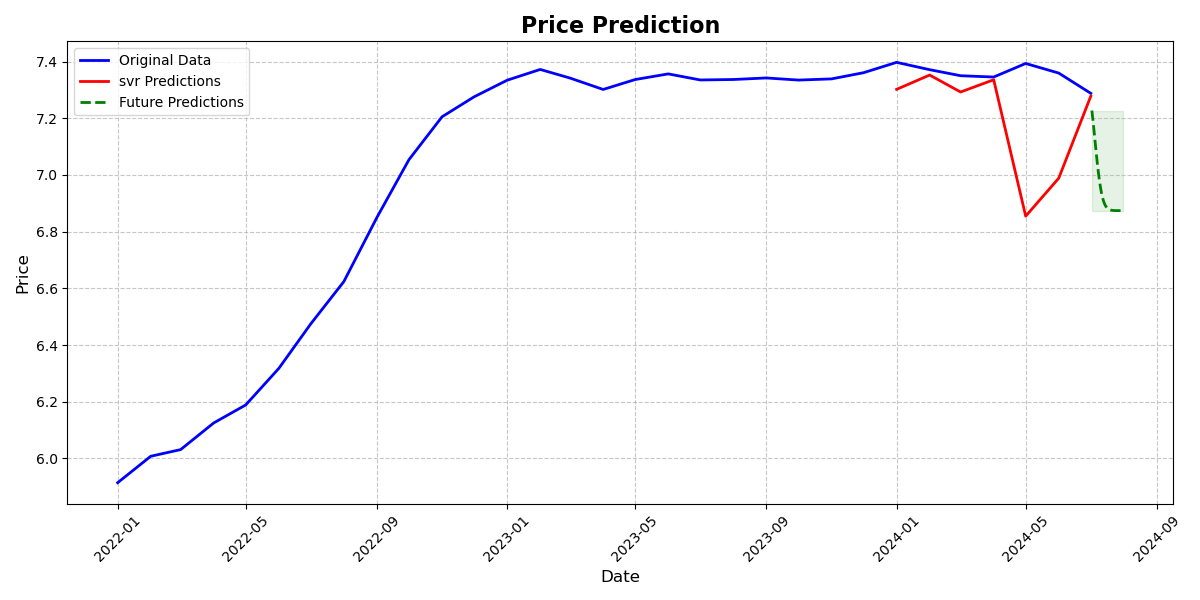 Price Prediction
Original Data
svr Predictions
Future Predictions
7.4
7.2
7.0
6.8
6.6
6.4
6.2
6.0
Price
2022-01
2022-05
2022-09
2023-01
2023-05
2023-09
2024-01
2024-05
2024-09
Date